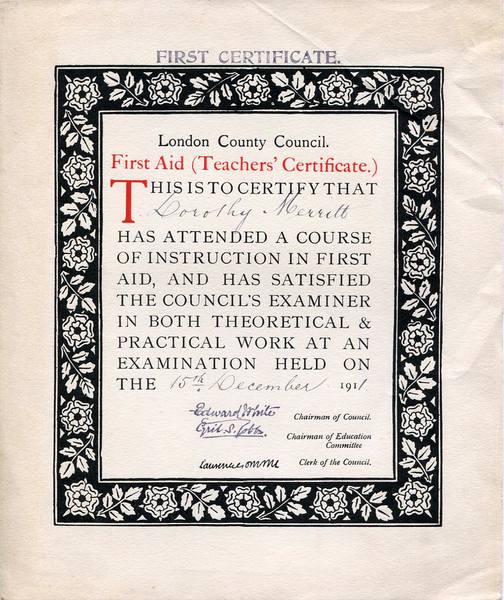 FIRST CERTIFICATE.
London County Council.
First Aid (Teachers' Certificate.)
THIS IS TO CERTIFY THAT
Dorothy Merritt
HAS ATTENDED A COURSE
OF INSTRUCTION IN FIRST
AID, AND HAS SATISFIED
THE COUNCIL'S EXAMINER
IN BOTH THEORETICAL &
PRACTICAL WORK AT AN
EXAMINATION HELD ON
THE 15th December 1911
Edward White
Chairman of Council.
Cyril S. Cobb.
Chairman of Education
Committee
Clerk of the Council.